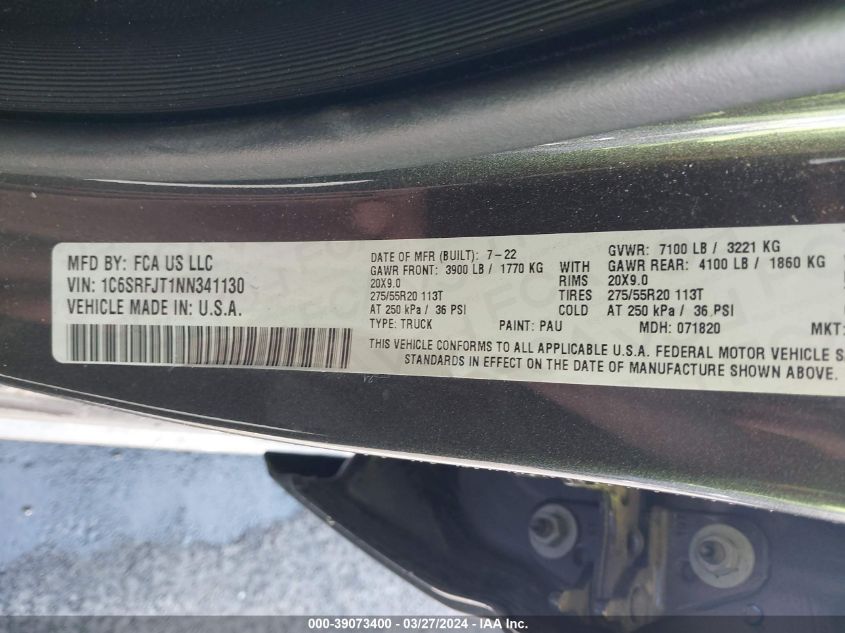 MFD BY: FCA US LLC
VIN: 1C6SRFJT1NN341130
VEHICLE MADE IN U.S.A.
DATE OF MFR (BUILT): 7-22 GVWR: 7100 LB / 3221 KG
GAWR FRONT: 3900 LB / 1770 KG WITH GAWR REAR: 4100 LB / 1860 KG
20X9.0 RIMS 20X9.0
275/55R20 113T TIRES 275/55R20 113T
AT 250 kPa / 36 PSI COLD AT 250 kPa / 36 PSI
TYPE: TRUCK PAINT: PAU MDH: 071820 MKT:
THIS VEHICLE CONFORMS TO ALL APPLICABLE U.S.A. FEDERAL MOTOR VEHICLE S
STANDARDS IN EFFECT ON THE DATE OF MANUFACTURE SHOWN ABOVE.
000-39073400 - 03/27/2024 - IAA Inc.